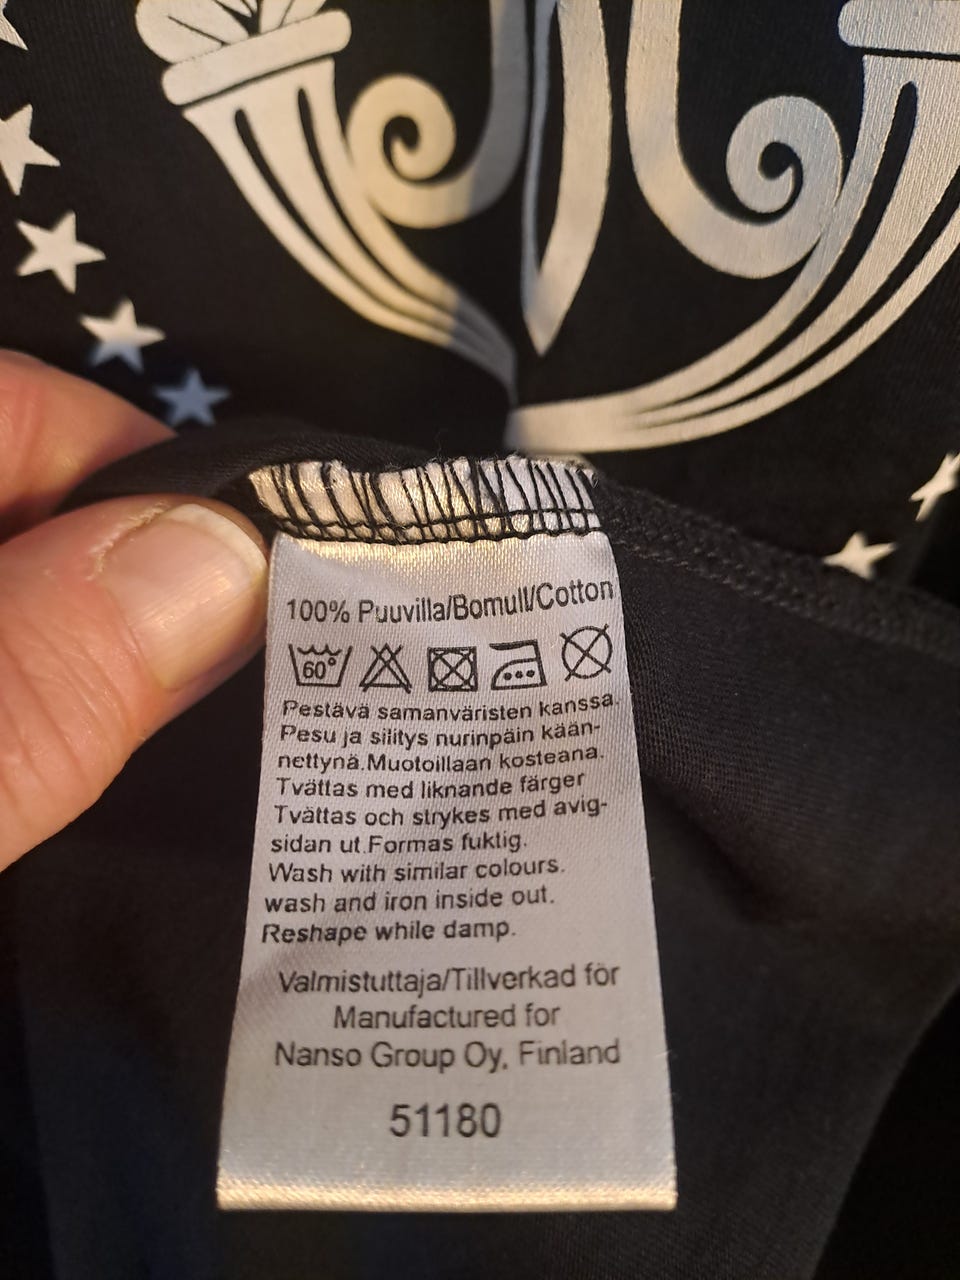 100% Puuvilla/Bomull/Cotton
60°
Pestävä samanväristen kanssa.
Pesu ja silitys nurinpäin kään-
nettynä.Muotoillaan kosteana.
Tvättas med liknande färger
Tvättas och strykes med avig-
sidan ut.Formas fuktig.
Wash with similar colours.
wash and iron inside out.
Reshape while damp.
Valmistuttaja/Tillverkad för
Manufactured for
Nanso Group Oy, Finland
51180